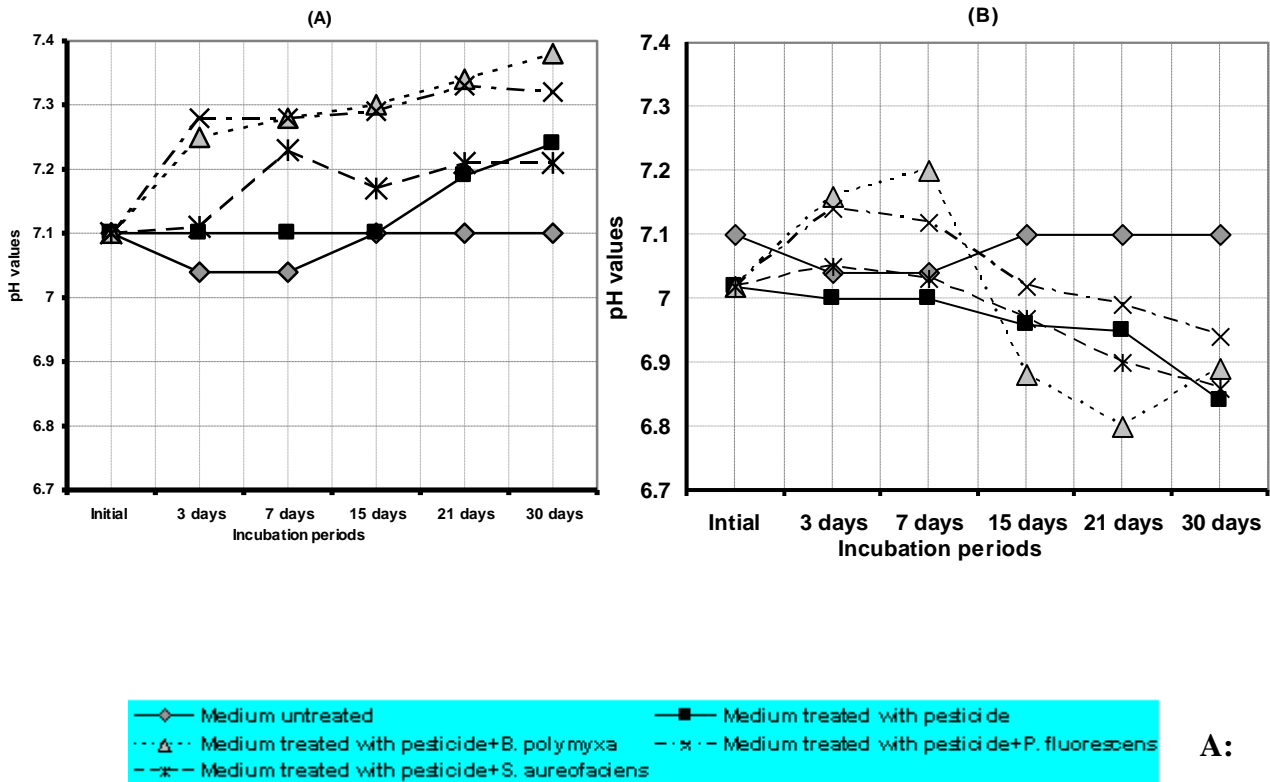 (A)
7.4
7.3
7.2
7.1
7
6.9
6.8
6.7
pH values
Initial 3 days 7 days 15 days 21 days 30 days
Incubation periods
(B)
7.4
7.3
7.2
7.1
7
6.9
6.8
6.7
pH values
Intial 3 days 7 days 15 days 21 days 30 days
Incubation periods
Medium untreated
Medium treated with pesticide
Medium treated with pesticide+B. polymyxa
Medium treated with pesticide+P. fluorescens
Medium treated with pesticide+S. aureofaciens
A: